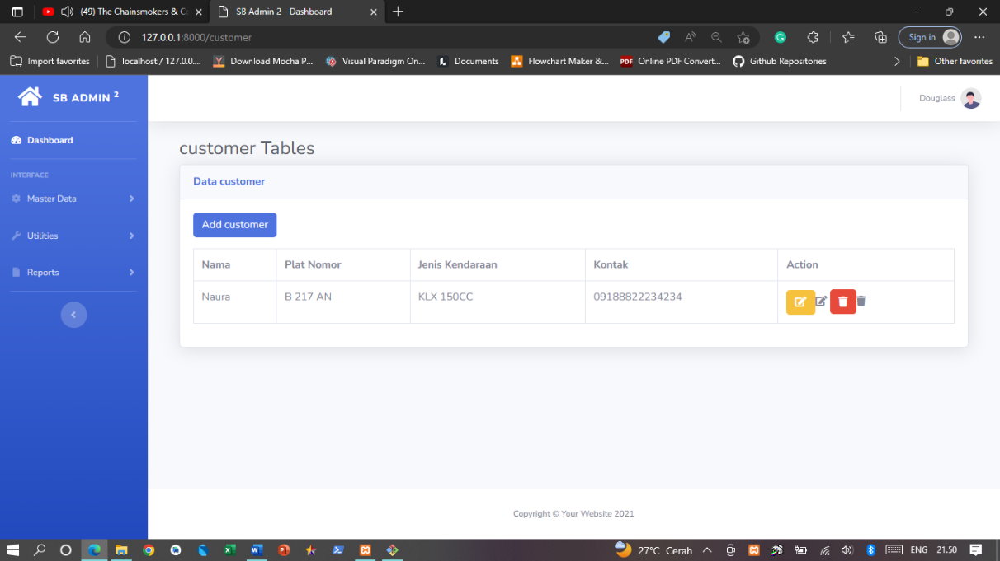 (49) The Chainsmokers & Co
SB Admin 2 - Dashboard
127.0.0.1:8000/customer
Sign in
Import favorites
localhost / 127.0.0....
Download Mocha P...
Visual Paradigm On...
Documents
Flowchart Maker &...
PDF Online PDF Convert...
Github Repositories
Other favorites
SB ADMIN 2
Douglass
Dashboard
INTERFACE
Master Data
Utilities
Reports
customer Tables
Data customer
Add customer
Nama Plat Nomor Jenis Kendaraan Kontak Action
Naura B 217 AN KLX 150CC 09188822234234
Copyright © Your Website 2021
27°C Cerah
ENG
21.50